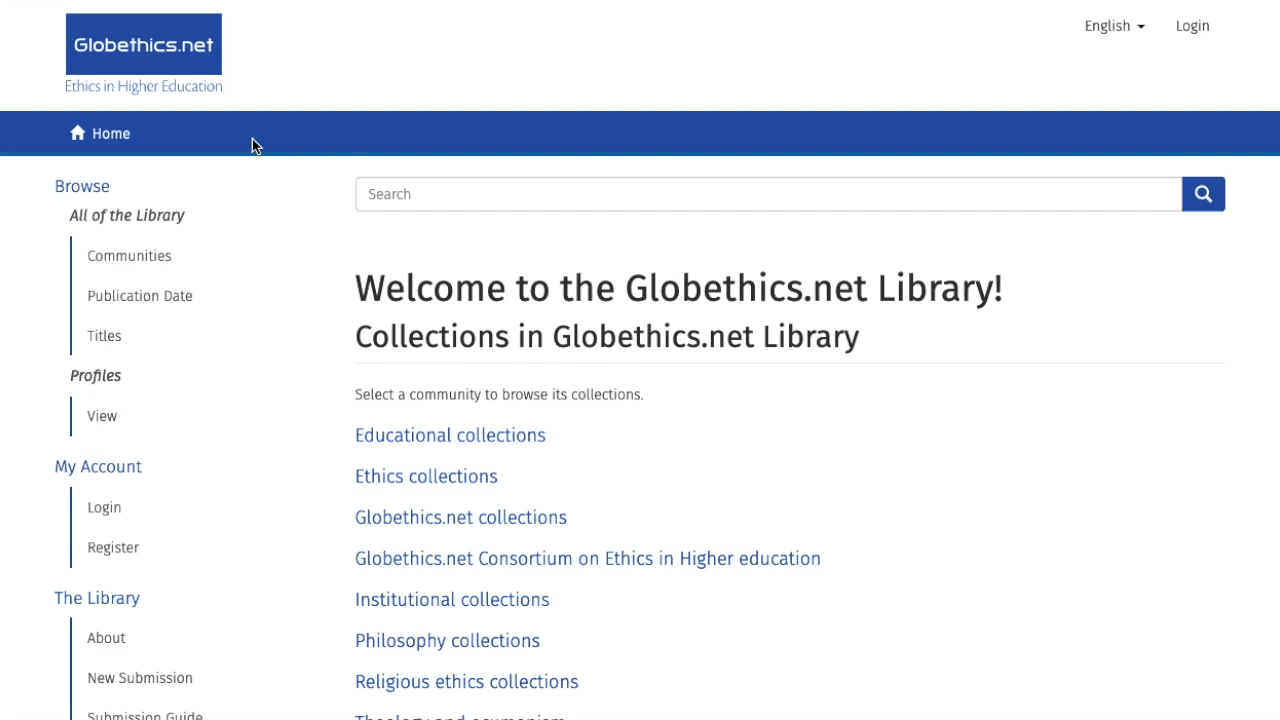 Globethics.net
Ethics in Higher Education
English
Login
Home
Browse
All of the Library
Communities
Publication Date
Titles
Profiles
View
My Account
Login
Register
The Library
About
New Submission
Submission Guide
Search
Welcome to the Globethics.net Library!
Collections in Globethics.net Library
Select a community to browse its collections.
Educational collections
Ethics collections
Globethics.net collections
Globethics.net Consortium on Ethics in Higher education
Institutional collections
Philosophy collections
Religious ethics collections
Theology and ecumenism